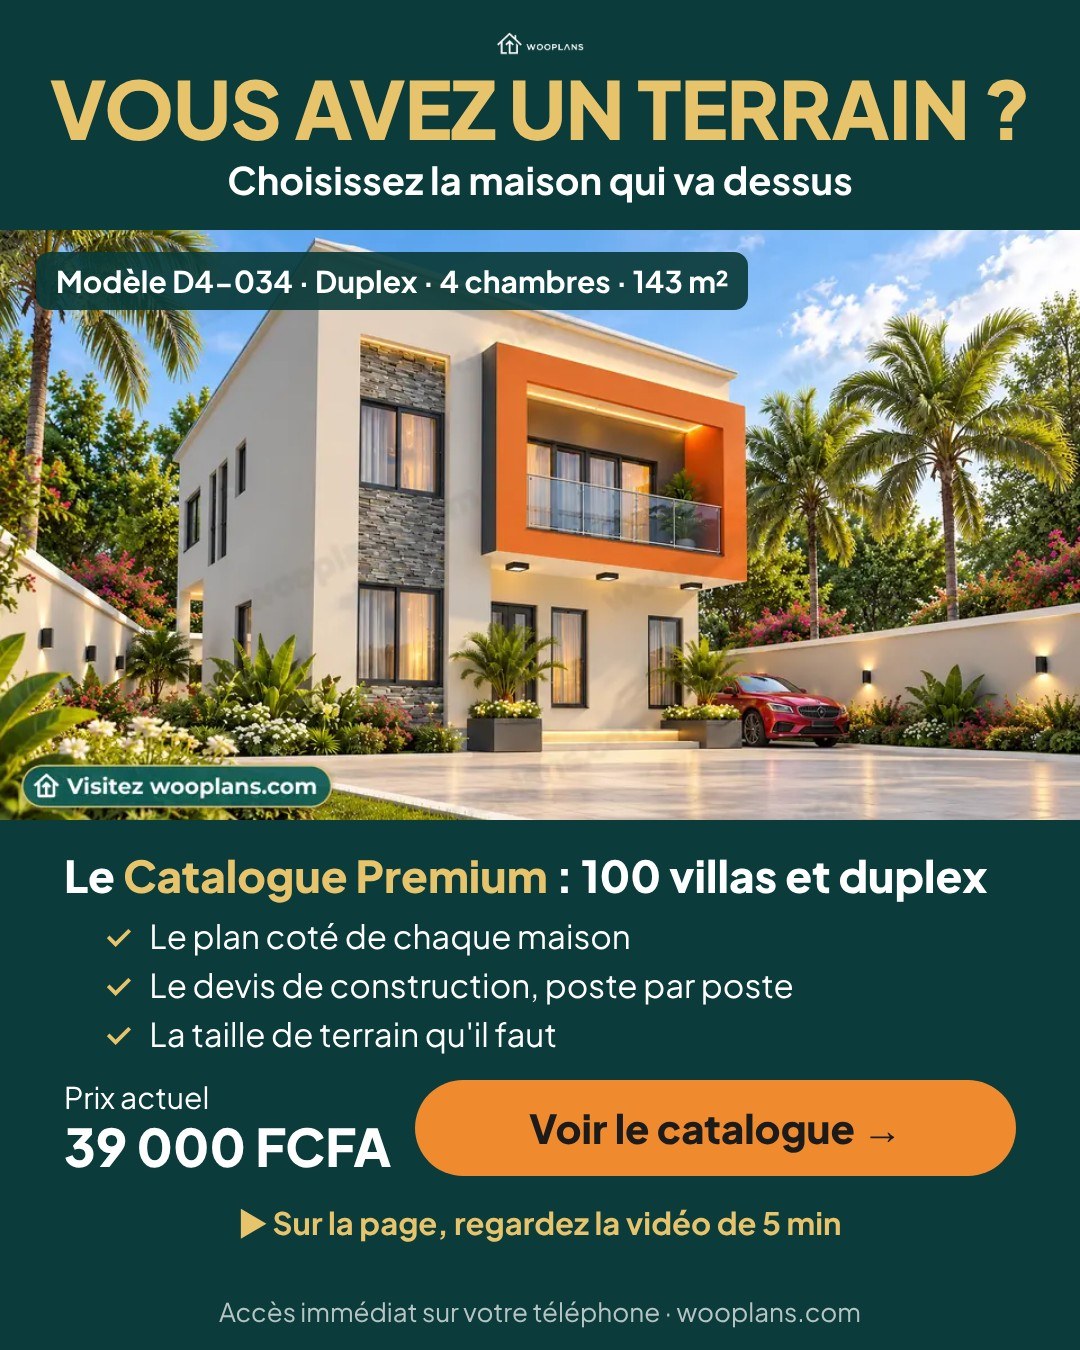 WOOPLANS
VOUS AVEZ UN TERRAIN ?
Choisissez la maison qui va dessus
Modèle D4-034 · Duplex · 4 chambres · 143 m²
Visitez wooplans.com
Le Catalogue Premium : 100 villas et duplex
✓ Le plan coté de chaque maison
✓ Le devis de construction, poste par poste
✓ La taille de terrain qu'il faut
Prix actuel
39 000 FCFA
Voir le catalogue →
▶ Sur la page, regardez la vidéo de 5 min
Accès immédiat sur votre téléphone · wooplans.com